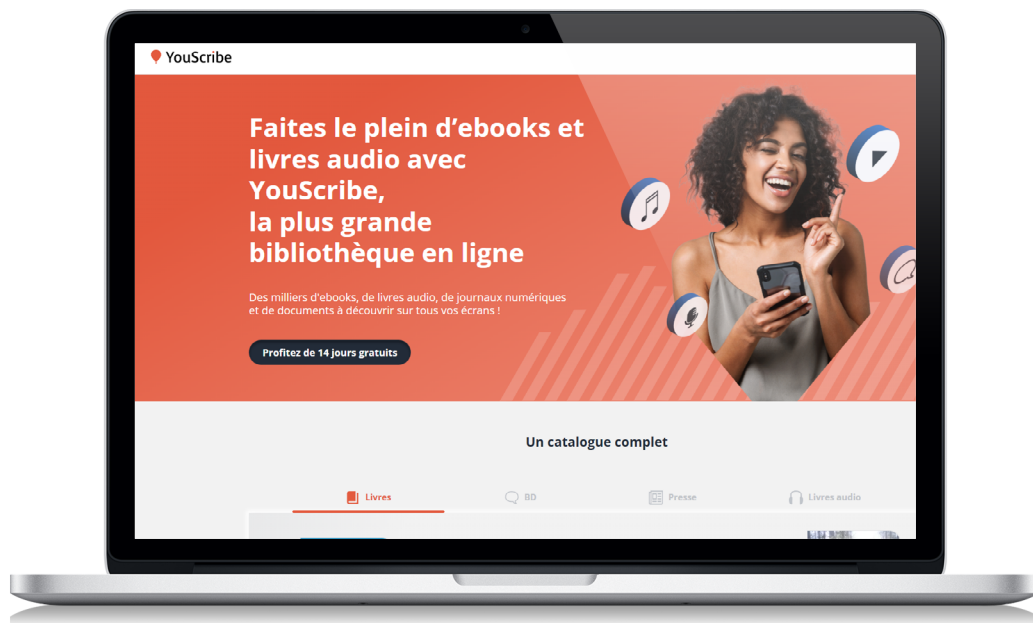 YouScribe
Faites le plein d’ebooks et
livres audio avec
YouScribe,
la plus grande
bibliothèque en ligne
Des milliers d'ebooks, de livres audio, de journaux numériques
et de documents à découvrir sur tous vos écrans !
Profitez de 14 jours gratuits
Un catalogue complet
Livres
BD
Presse
Livres audio